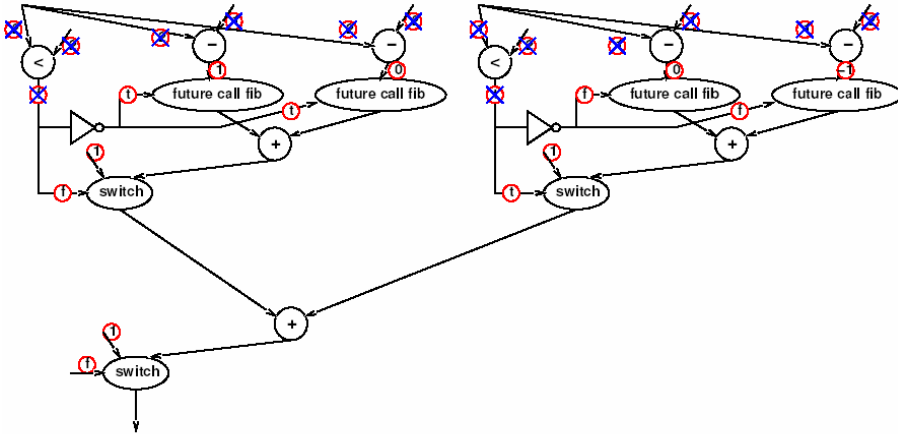 < - -
1 0
t future call fib future call fib
t
+
1
f switch
< - -
0 -1
f future call fib future call fib
f
+
1
t switch
+
1
f switch